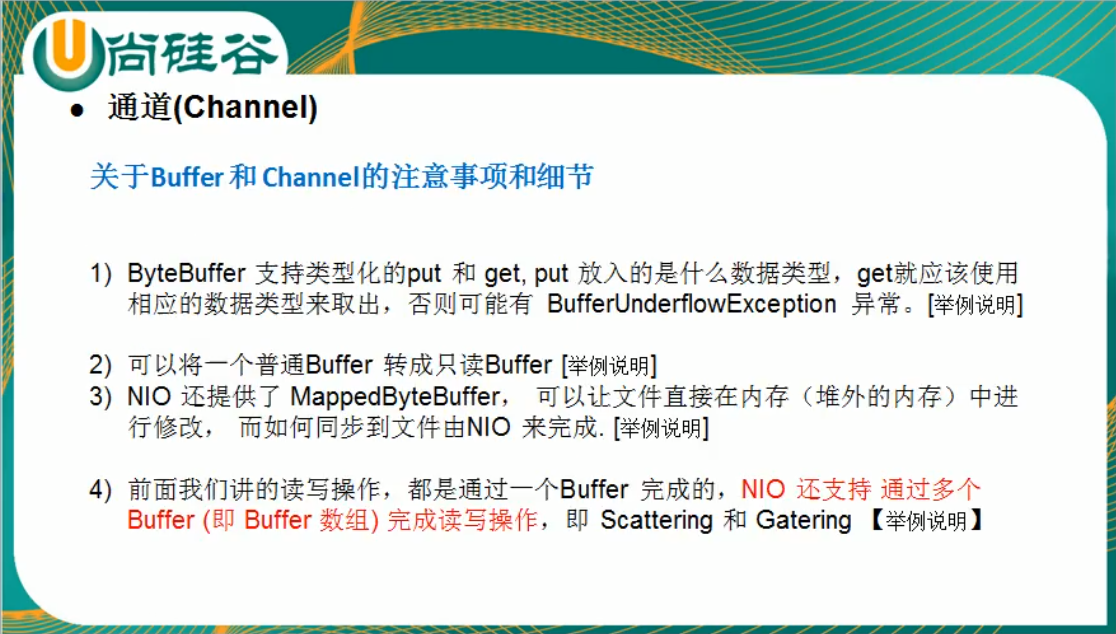 尚硅谷
● 通道(Channel)
关于Buffer 和 Channel的注意事项和细节
1) ByteBuffer 支持类型化的put 和 get, put 放入的是什么数据类型，get就应该使用
相应的数据类型来取出，否则可能有 BufferUnderflowException 异常。[举例说明]
2) 可以将一个普通Buffer 转成只读Buffer [举例说明]
3) NIO 还提供了 MappedByteBuffer， 可以让文件直接在内存（堆外的内存）中进
行修改， 而如何同步到文件由NIO 来完成. [举例说明]
4) 前面我们讲的读写操作，都是通过一个Buffer 完成的，NIO 还支持 通过多个
Buffer (即 Buffer 数组) 完成读写操作，即 Scattering 和 Gatering 【举例说明】